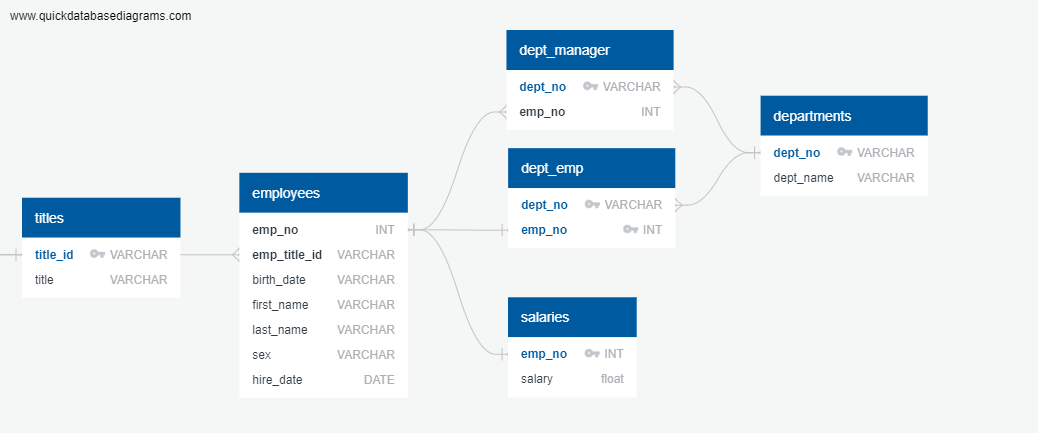 www.quickdatabasediagrams.com
titles
title_id VARCHAR
title VARCHAR
employees
emp_no INT
emp_title_id VARCHAR
birth_date VARCHAR
first_name VARCHAR
last_name VARCHAR
sex VARCHAR
hire_date DATE
dept_manager
dept_no VARCHAR
emp_no INT
dept_emp
dept_no VARCHAR
emp_no INT
salaries
emp_no INT
salary float
departments
dept_no VARCHAR
dept_name VARCHAR